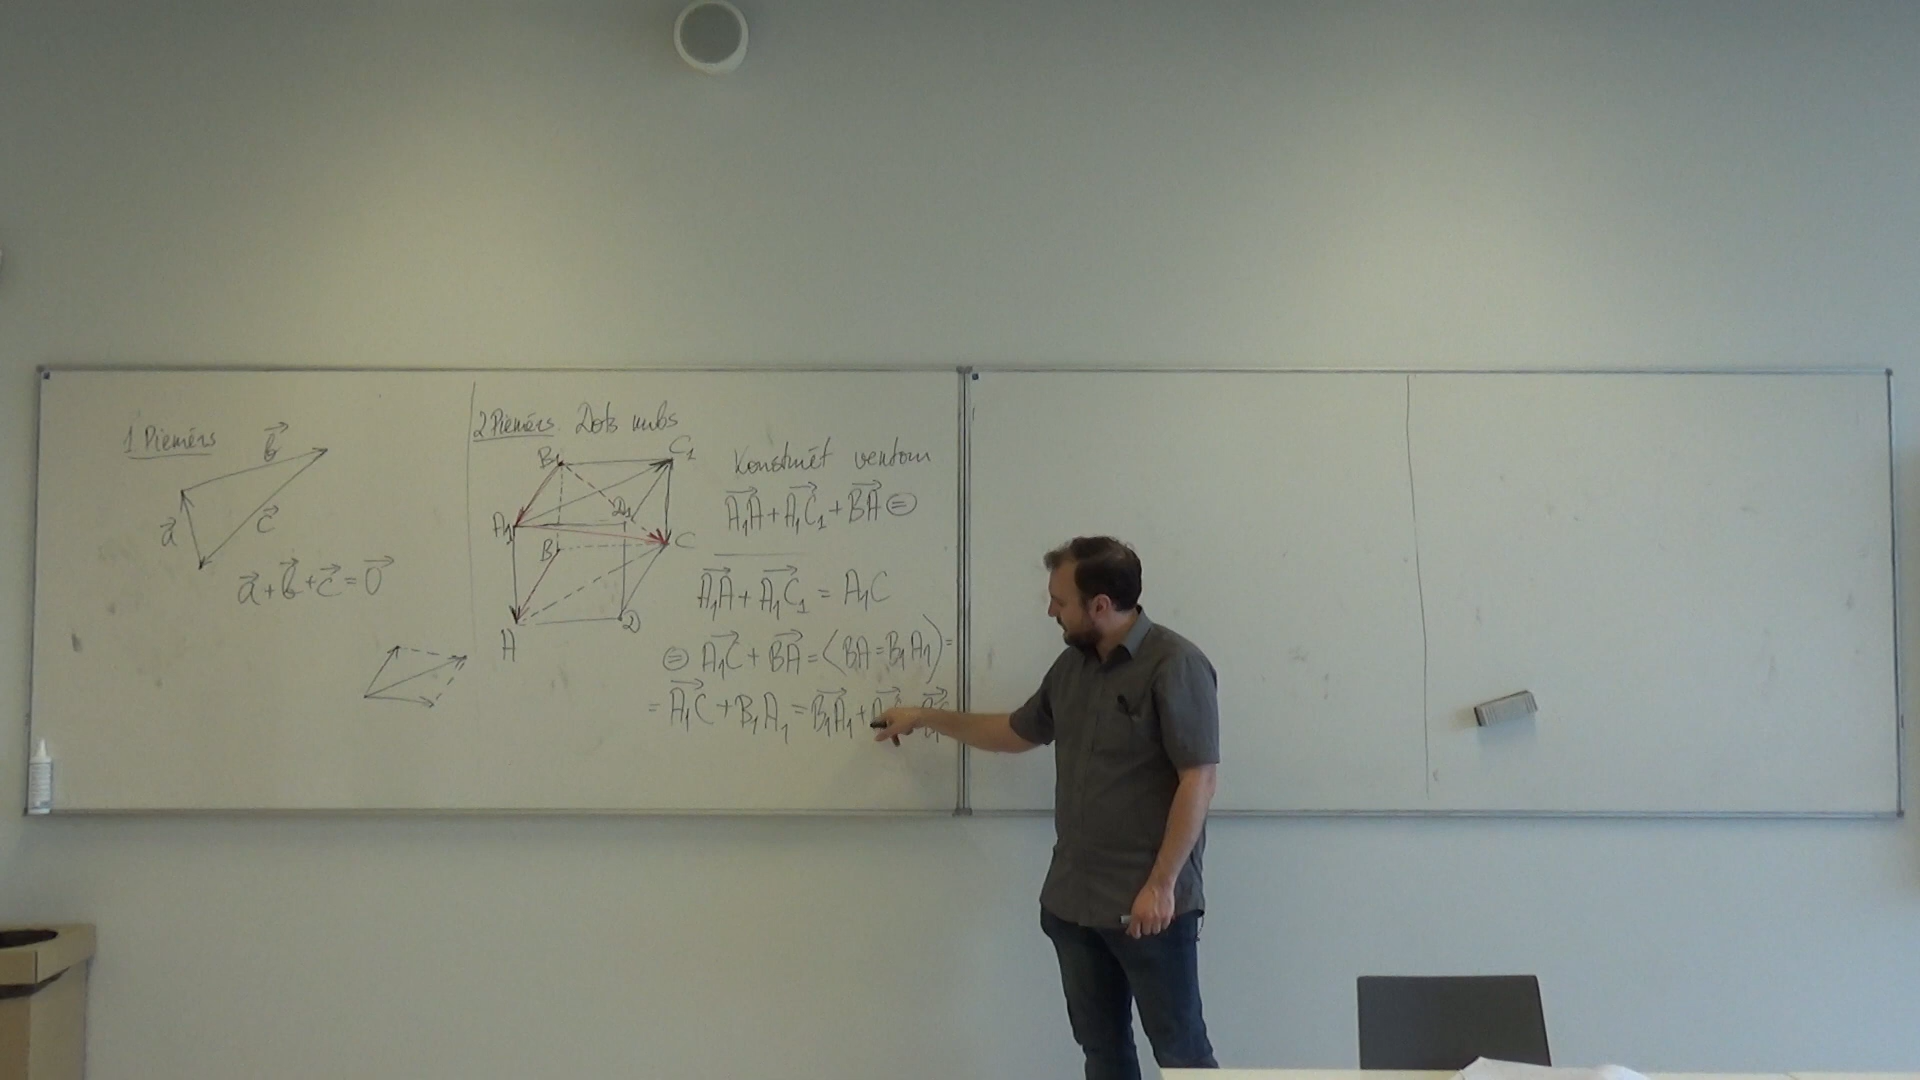 1 Piemērs
b⃗
a⃗
c⃗
a⃗ + b⃗ + c⃗ = 0⃗
2 Piemērs Dots kubs
B₁
C₁
A₁
D₁
B
C
A
D
Konstruēt vektoru
A₁A⃗ + A₁C₁⃗ + BA⃗ ⊜
A₁A⃗ + A₁C₁⃗ = A₁C
⊜ A₁C⃗ + BA⃗ = (BA = B₁A₁) =
= A₁C⃗ + B₁A₁ = B₁A₁⃗ +